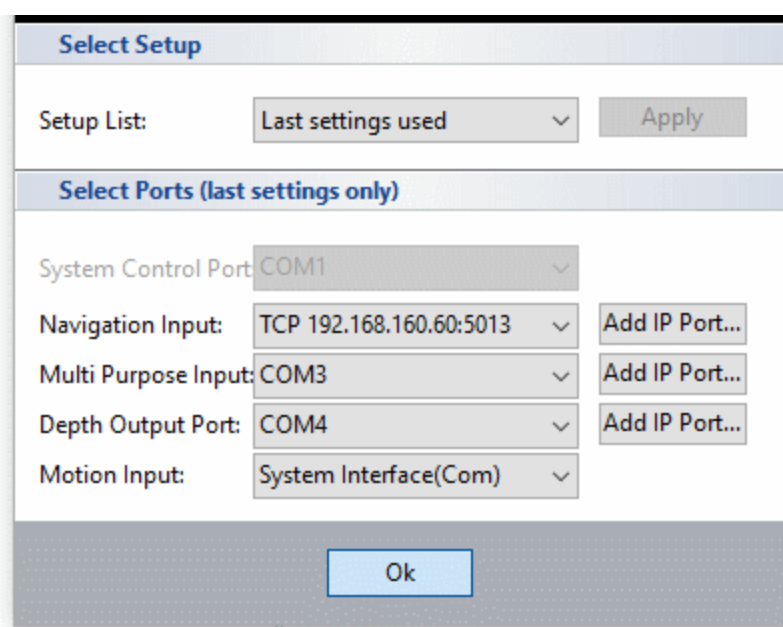 Select Setup
Setup List: Last settings used Apply
Select Ports (last settings only)
System Control Port COM1
Navigation Input: TCP 192.168.160.60:5013 Add IP Port...
Multi Purpose Input: COM3 Add IP Port...
Depth Output Port: COM4 Add IP Port...
Motion Input: System Interface(Com)
Ok